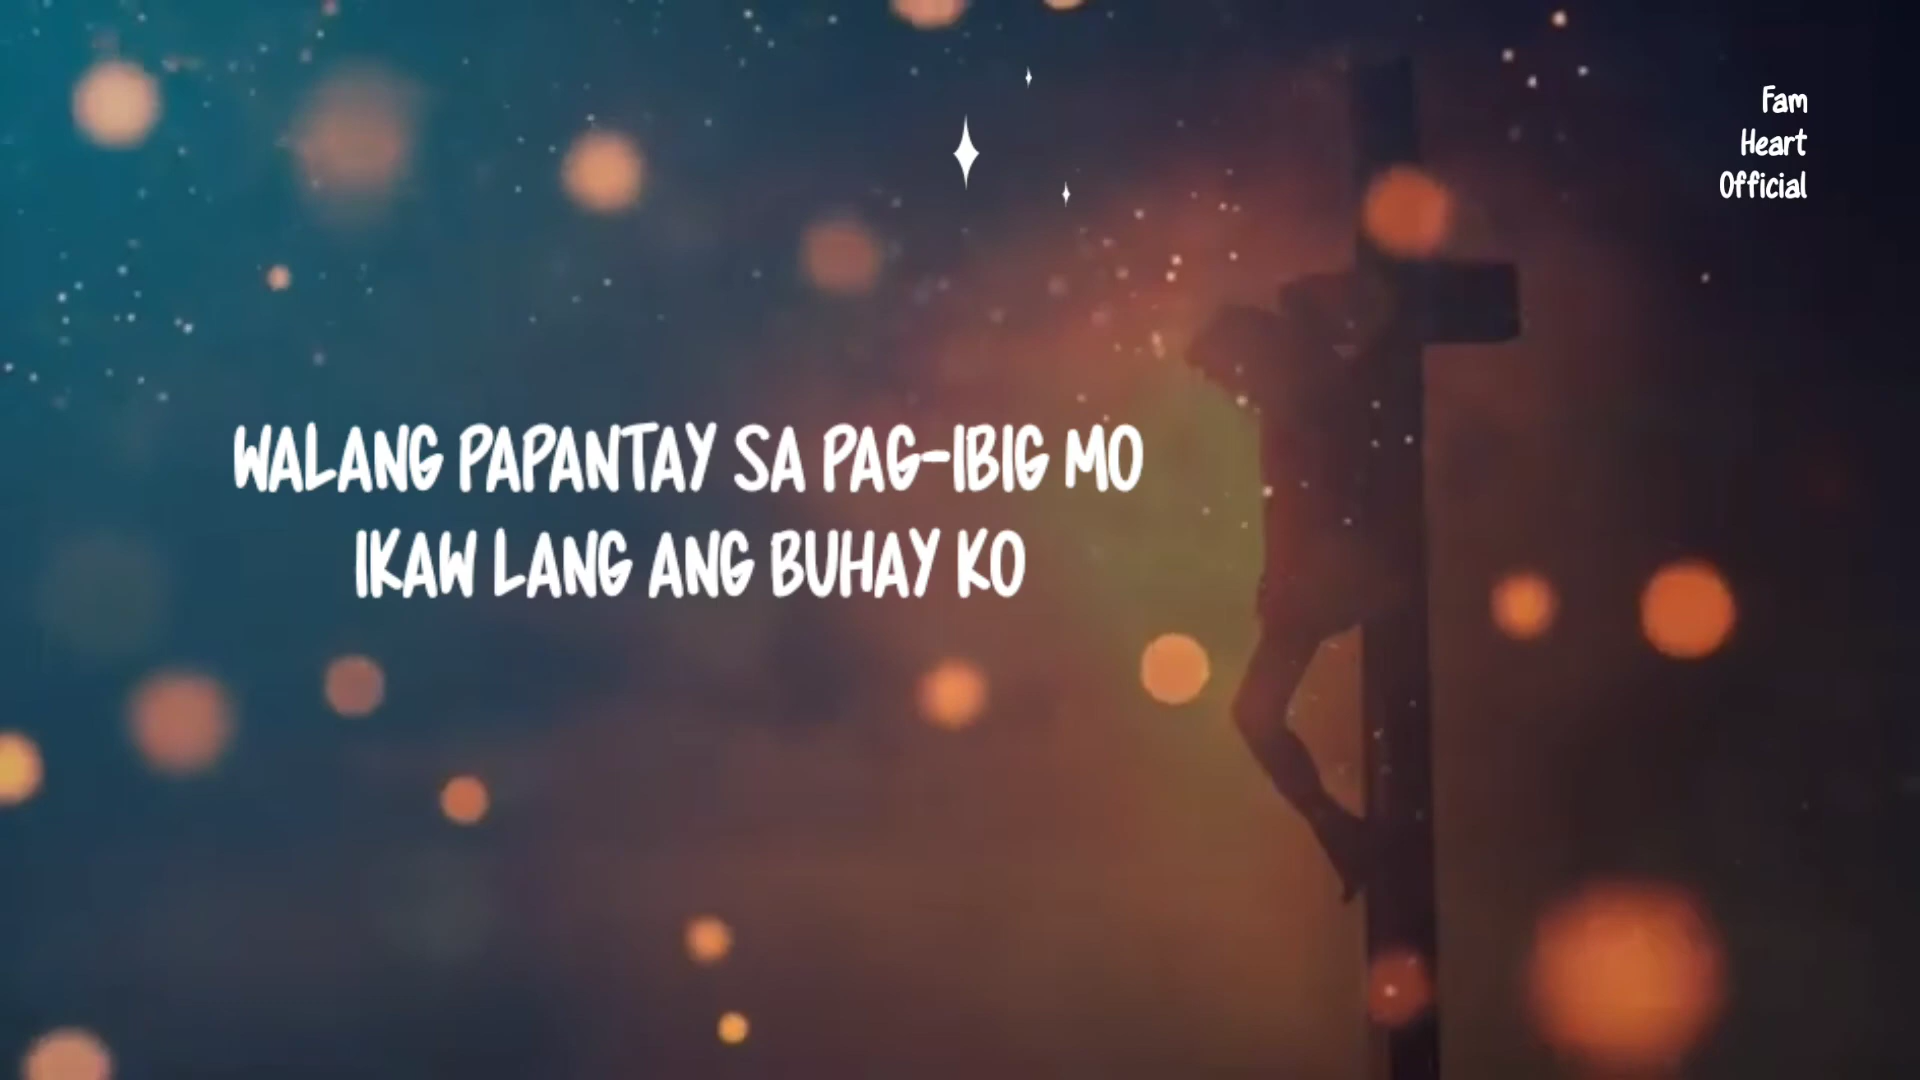 Fam
Heart
Official
WALANG PAPANTAY SA PAG-IBIG MO
IKAW LANG ANG BUHAY KO